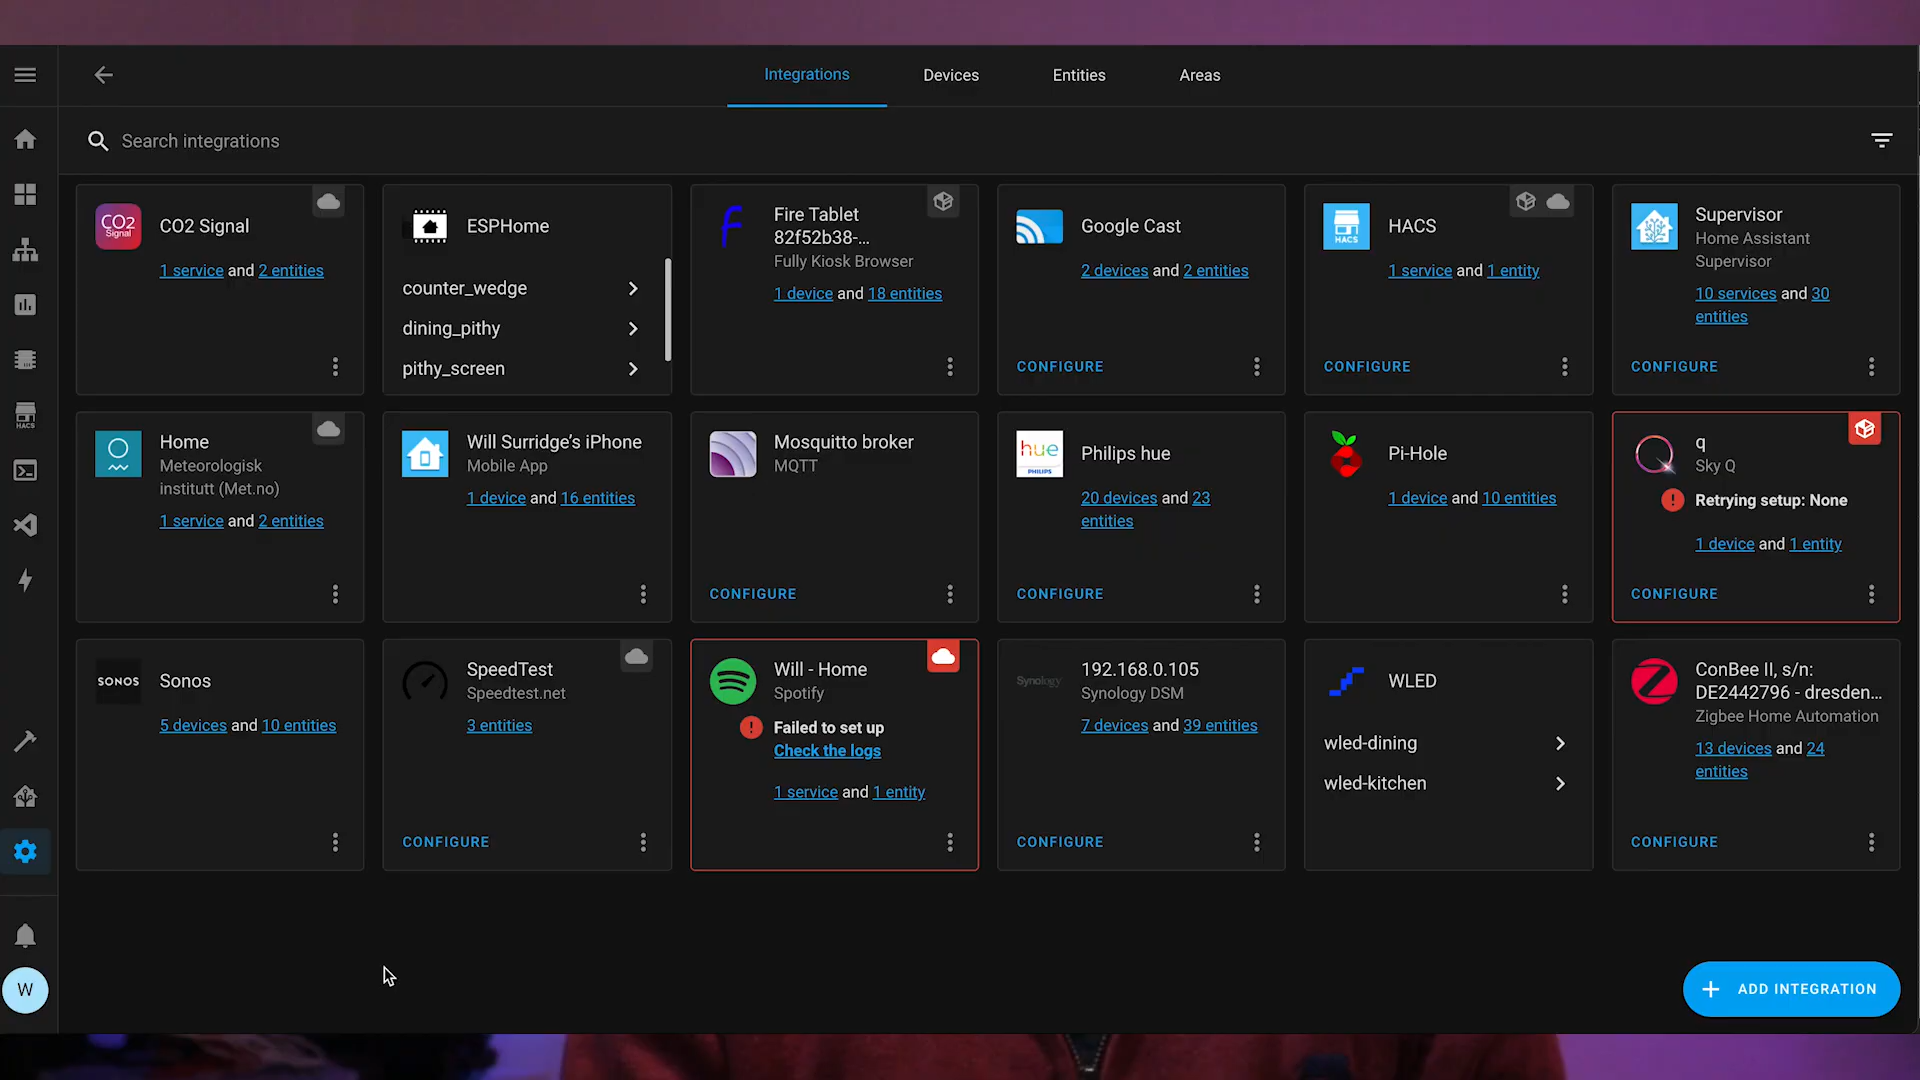 Integrations
Devices
Entities
Areas
Search integrations
CO2
Signal
CO2 Signal
1 service and 2 entities
ESPHome
counter_wedge
dining_pithy
pithy_screen
Fire Tablet
82f52b38-...
Fully Kiosk Browser
1 device and 18 entities
Google Cast
2 devices and 2 entities
CONFIGURE
HACS
HACS
1 service and 1 entity
CONFIGURE
Supervisor
Home Assistant
Supervisor
10 services and 30
entities
CONFIGURE
HACS
Home
Meteorologisk
institutt (Met.no)
1 service and 2 entities
Will Surridge’s iPhone
Mobile App
1 device and 16 entities
Mosquitto broker
MQTT
CONFIGURE
hue
PHILIPS
Philips hue
20 devices and 23
entities
CONFIGURE
Pi-Hole
1 device and 10 entities
q
Sky Q
Retrying setup: None
1 device and 1 entity
CONFIGURE
SONOS
Sonos
5 devices and 10 entities
SpeedTest
Speedtest.net
3 entities
CONFIGURE
Will - Home
Spotify
Failed to set up
Check the logs
1 service and 1 entity
Synology
192.168.0.105
Synology DSM
7 devices and 39 entities
CONFIGURE
WLED
wled-dining
wled-kitchen
ConBee II, s/n:
DE2442796 - dresden...
Zigbee Home Automation
13 devices and 24
entities
CONFIGURE
W
ADD INTEGRATION